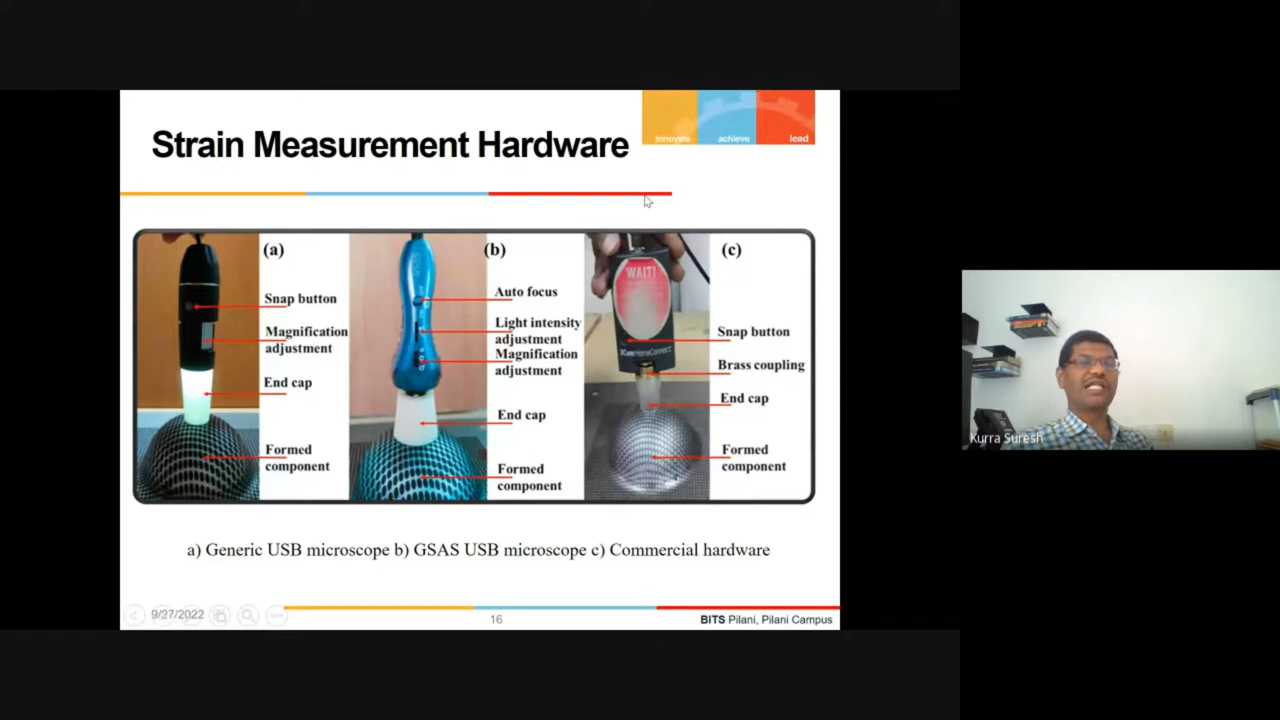 Strain Measurement Hardware
innovate
achieve
lead
(a)
Snap button
Magnification
adjustment
End cap
Formed
component
(b)
Auto focus
Light intensity
adjustment
Magnification
adjustment
End cap
Formed
component
(c)
WAIT!
Snap button
Brass coupling
End cap
Formed
component
a) Generic USB microscope b) GSAS USB microscope c) Commercial hardware
9/27/2022
16
BITS Pilani, Pilani Campus
Kurra Suresh